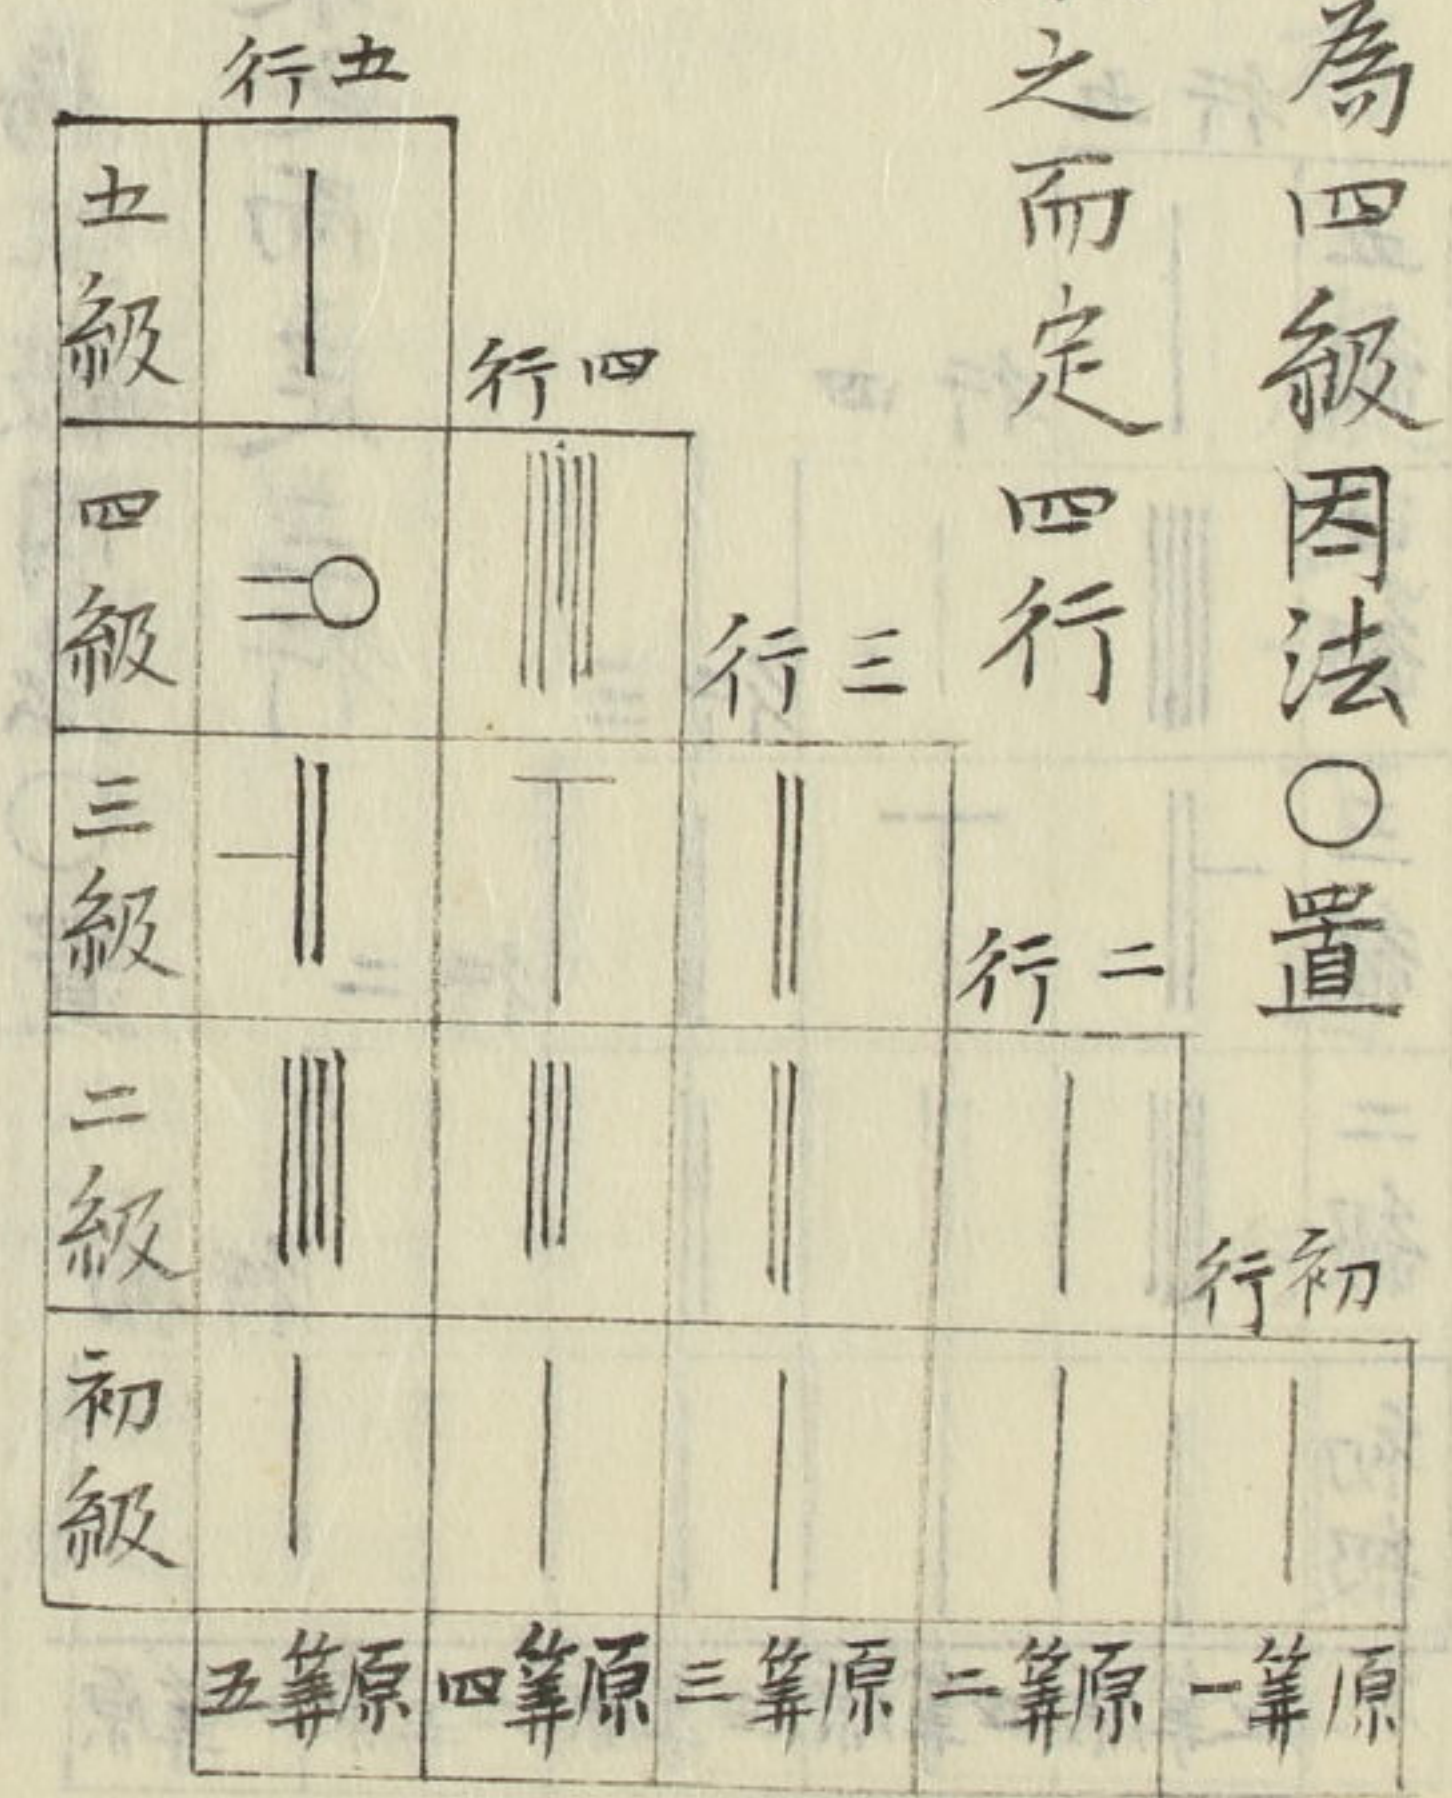 為四級因法〇置
之而定四行
初行
二行
三行
四行
五行
五級
四級
三級
二級
初級
原筭一
原筭二
原筭三
原筭四
原筭五